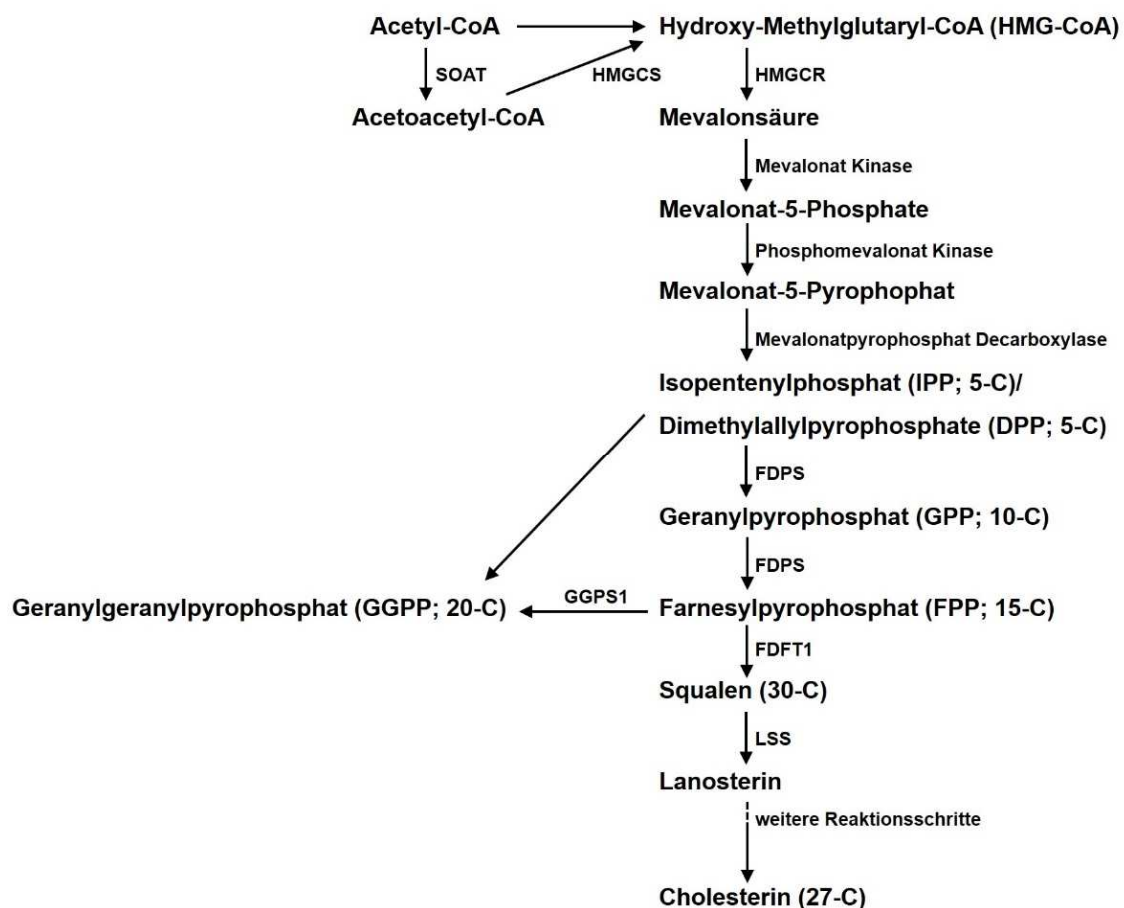 Acetyl-CoA
Hydroxy-Methylglutaryl-CoA (HMG-CoA)
SOAT
HMGCS
HMGCR
Acetoacetyl-CoA
Mevalonsäure
Mevalonat Kinase
Mevalonat-5-Phosphate
Phosphomevalonat Kinase
Mevalonat-5-Pyrophophat
Mevalonatpyrophosphat Decarboxylase
Isopentenylphosphat (IPP; 5-C)/
Dimethylallylpyrophosphate (DPP; 5-C)
FDPS
Geranylpyrophosphat (GPP; 10-C)
FDPS
Geranylgeranylpyrophosphat (GGPP; 20-C)
GGPS1
Farnesylpyrophosphat (FPP; 15-C)
FDFT1
Squalen (30-C)
LSS
Lanosterin
weitere Reaktionsschritte
Cholesterin (27-C)